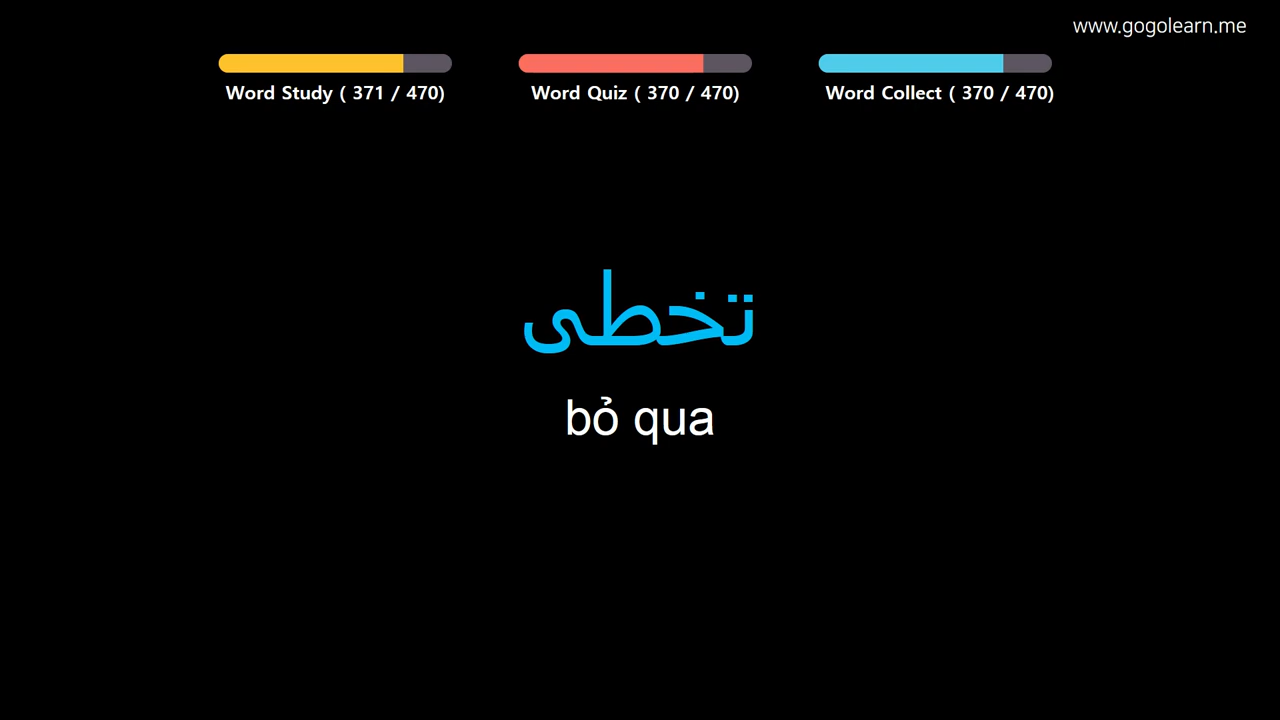 www.gogolearn.me
Word Study ( 371 / 470)
Word Quiz ( 370 / 470)
Word Collect ( 370 / 470)
تخطى
bỏ qua